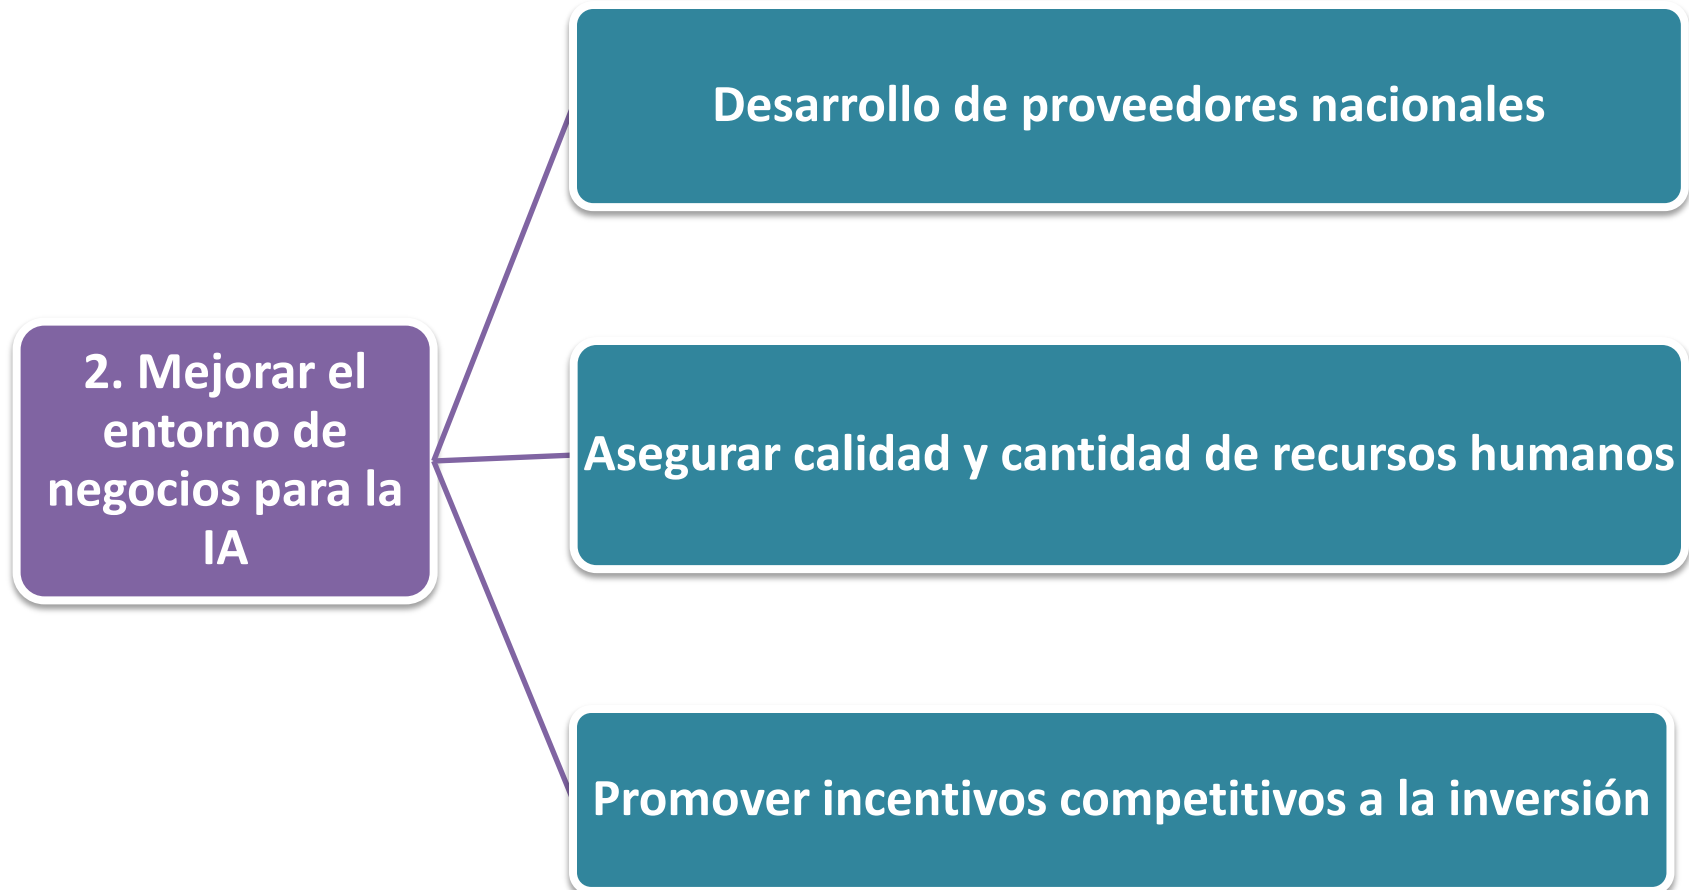 Desarrollo de proveedores nacionales
2. Mejorar el
entorno de
negocios para la
IA
Asegurar calidad y cantidad de recursos humanos
Promover incentivos competitivos a la inversión